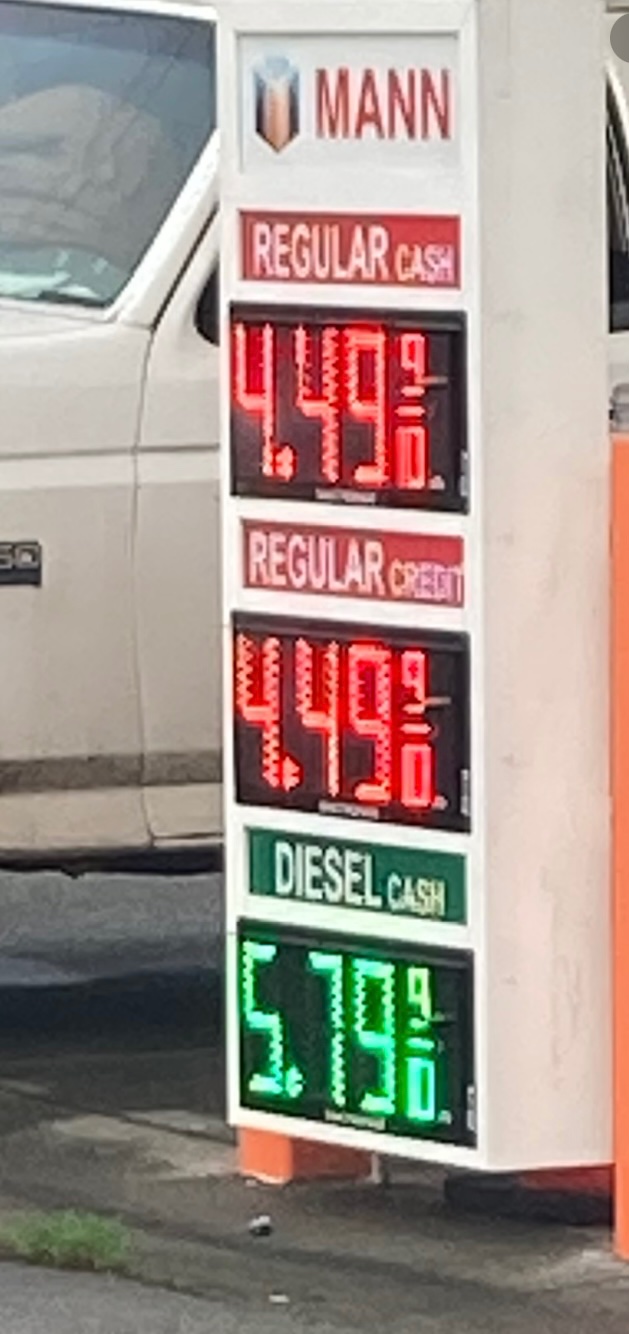 MANN
REGULAR CASH
4.49 9/10
REGULAR CREDIT
4.49 9/10
DIESEL CASH
5.79 9/10